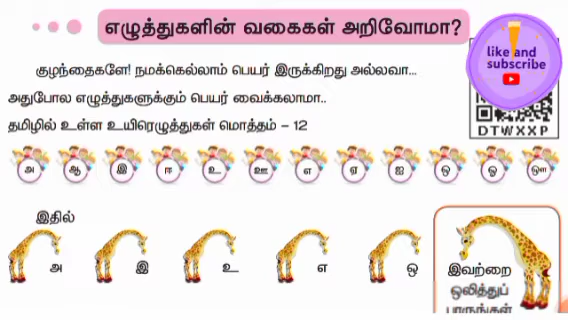 எழுத்துகளின் வகைகள் அறிவோமா?
like and
subscribe
குழந்தைகளே! நமக்கெல்லாம் பெயர் இருக்கிறது அல்லவா...
அதுபோல எழுத்துகளுக்கும் பெயர் வைக்கலாமா..
தமிழில் உள்ள உயிரெழுத்துகள் மொத்தம் – 12
DTWXXP
அ ஆ இ ஈ உ ஊ எ ஏ ஐ ஒ ஓ ஔ
இதில்
அ இ உ எ ஒ
இவற்றை
ஒலித்துப்
பாருங்கள்